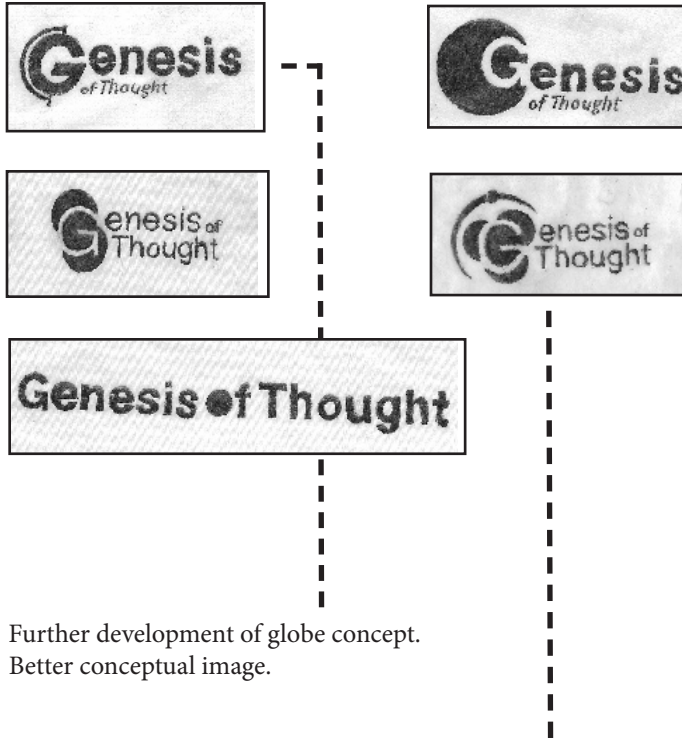 Genesis
of Thought
Genesis
of Thought
Genesis of
Thought
Genesis of
Thought
Genesis of Thought
Further development of globe concept.
Better conceptual image.